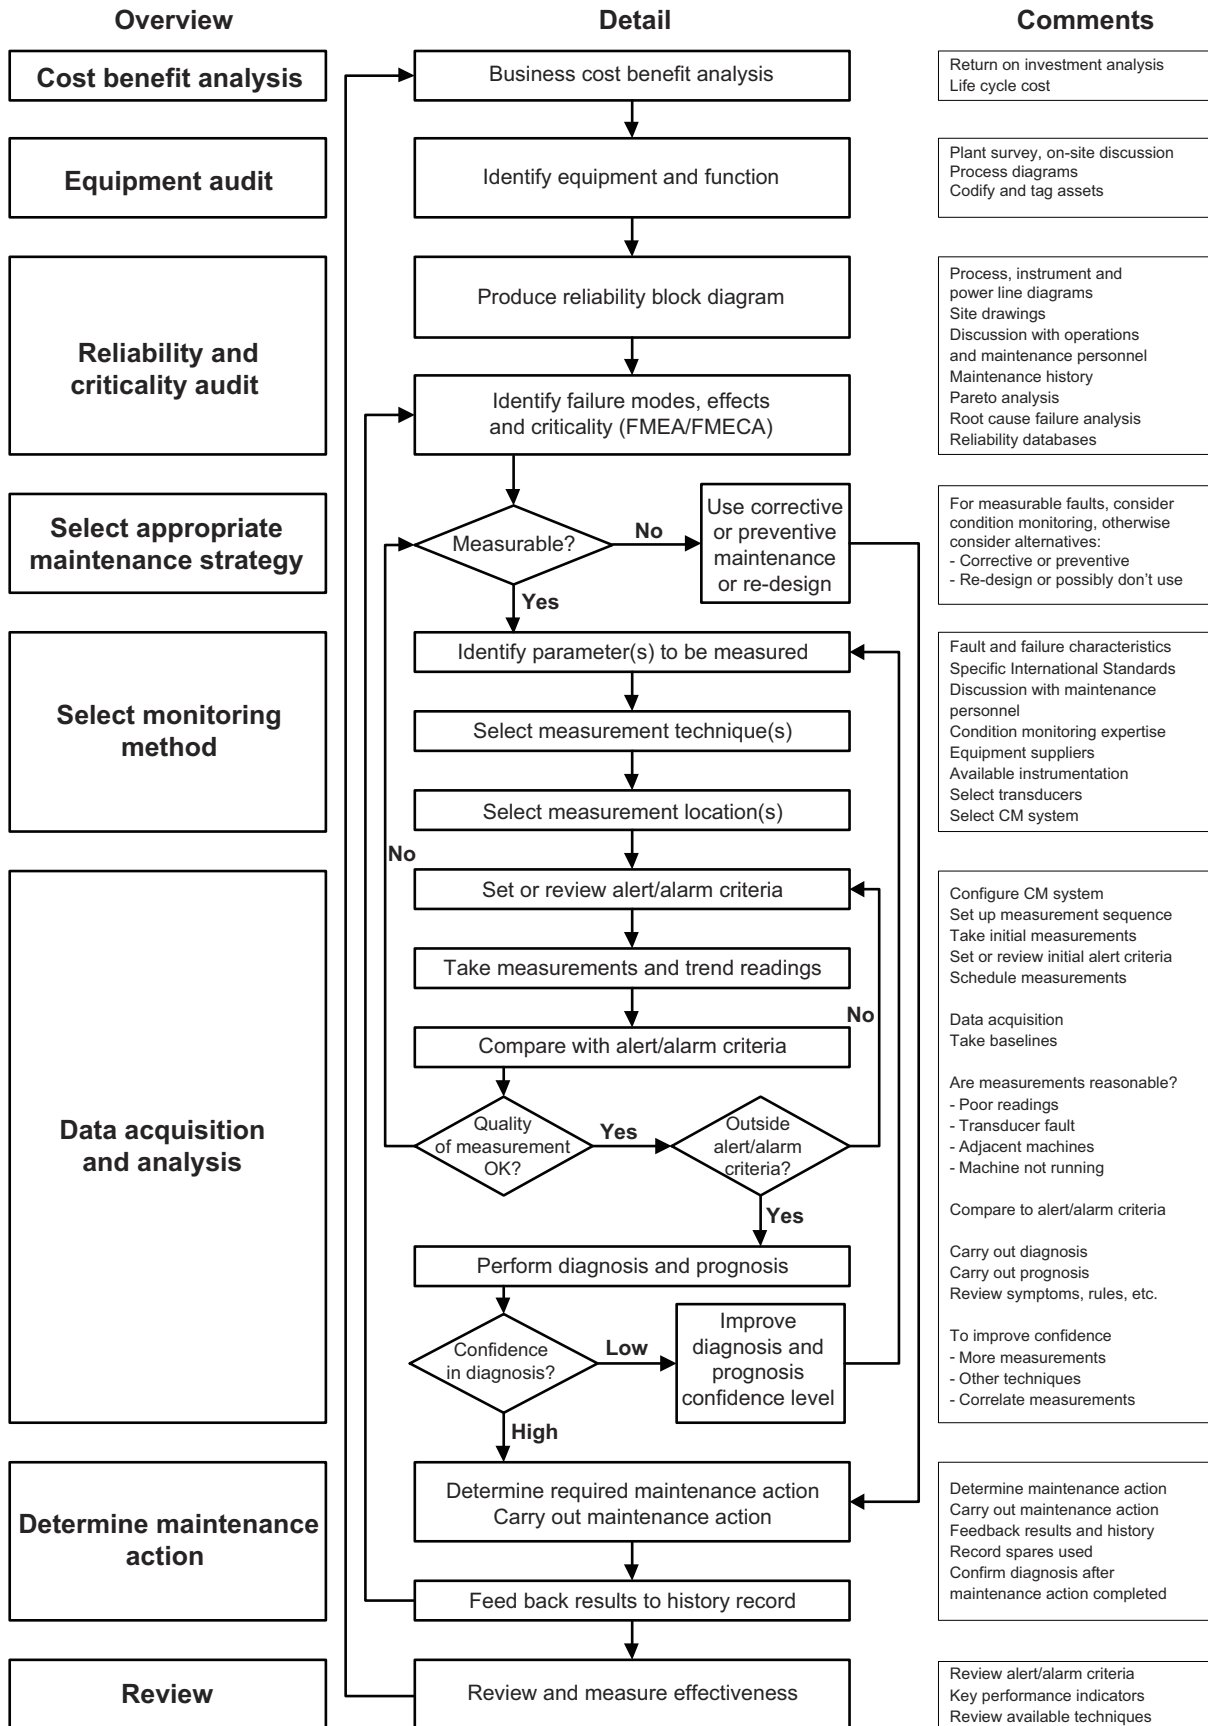 Overview
Detail
Comments
Cost benefit analysis
Business cost benefit analysis
Return on investment analysis
Life cycle cost
Equipment audit
Identify equipment and function
Plant survey, on-site discussion
Process diagrams
Codify and tag assets
Reliability and
criticality audit
Produce reliability block diagram
Identify failure modes, effects
and criticality (FMEA/FMECA)
Process, instrument and
power line diagrams
Site drawings
Discussion with operations
and maintenance personnel
Maintenance history
Pareto analysis
Root cause failure analysis
Reliability databases
Select appropriate
maintenance strategy
Measurable?
No
Use corrective
or preventive
maintenance
or re-design
Yes
For measurable faults, consider
condition monitoring, otherwise
consider alternatives:
- Corrective or preventive
- Re-design or possibly don't use
Select monitoring
method
Identify parameter(s) to be measured
Select measurement technique(s)
Select measurement location(s)
Fault and failure characteristics
Specific International Standards
Discussion with maintenance
personnel
Condition monitoring expertise
Equipment suppliers
Available instrumentation
Select transducers
Select CM system
No
Data acquisition
and analysis
Set or review alert/alarm criteria
Take measurements and trend readings
No
Compare with alert/alarm criteria
Quality
of measurement
OK?
Yes
Outside
alert/alarm
criteria?
Yes
Perform diagnosis and prognosis
Confidence
in diagnosis?
Low
Improve
diagnosis and
prognosis
confidence level
High
Configure CM system
Set up measurement sequence
Take initial measurements
Set or review initial alert criteria
Schedule measurements
Data acquisition
Take baselines
Are measurements reasonable?
- Poor readings
- Transducer fault
- Adjacent machines
- Machine not running
Compare to alert/alarm criteria
Carry out diagnosis
Carry out prognosis
Review symptoms, rules, etc.
To improve confidence
- More measurements
- Other techniques
- Correlate measurements
Determine maintenance
action
Determine required maintenance action
Carry out maintenance action
Feed back results to history record
Determine maintenance action
Carry out maintenance action
Feedback results and history
Record spares used
Confirm diagnosis after
maintenance action completed
Review
Review and measure effectiveness
Review alert/alarm criteria
Key performance indicators
Review available techniques